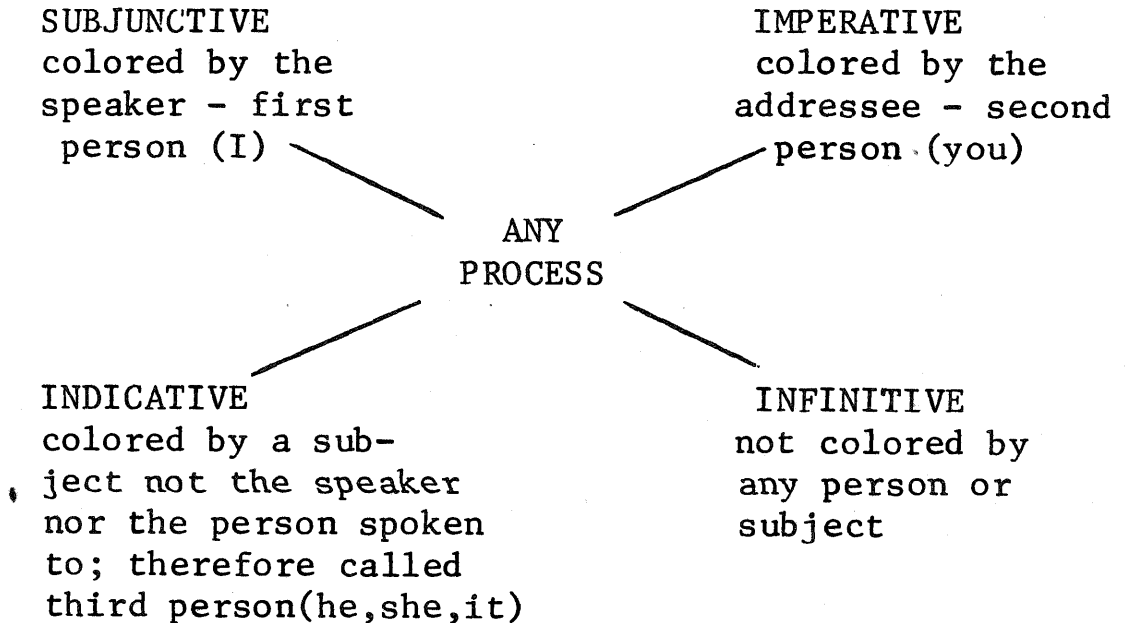 SUBJUNCTIVE
colored by the
speaker - first
person (I)
IMPERATIVE
colored by the
addressee - second
person (you)
ANY
PROCESS
INDICATIVE
colored by a sub-
ject not the speaker
nor the person spoken
to; therefore called
third person(he,she,it)
INFINITIVE
not colored by
any person or
subject